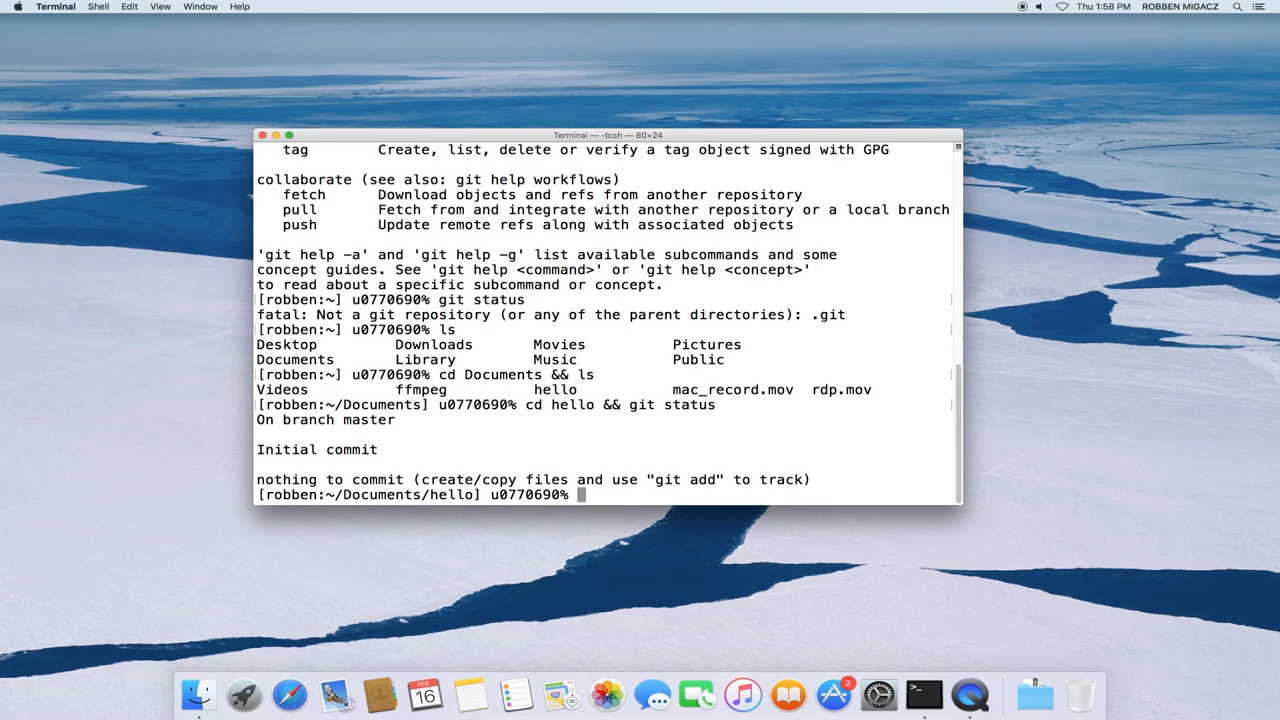 Terminal Shell Edit View Window Help
Thu 1:58 PM ROBBEN MIGACZ
Terminal — -tcsh — 80×24
tag Create, list, delete or verify a tag object signed with GPG
collaborate (see also: git help workflows)
fetch Download objects and refs from another repository
pull Fetch from and integrate with another repository or a local branch
push Update remote refs along with associated objects
'git help -a' and 'git help -g' list available subcommands and some
concept guides. See 'git help <command>' or 'git help <concept>'
to read about a specific subcommand or concept.
[robben:~] u0770690% git status
fatal: Not a git repository (or any of the parent directories): .git
[robben:~] u0770690% ls
Desktop Downloads Movies Pictures
Documents Library Music Public
[robben:~] u0770690% cd Documents && ls
Videos ffmpeg hello mac_record.mov rdp.mov
[robben:~/Documents] u0770690% cd hello && git status
On branch master
Initial commit
nothing to commit (create/copy files and use "git add" to track)
[robben:~/Documents/hello] u0770690%
FEB
16
3D
2
>_